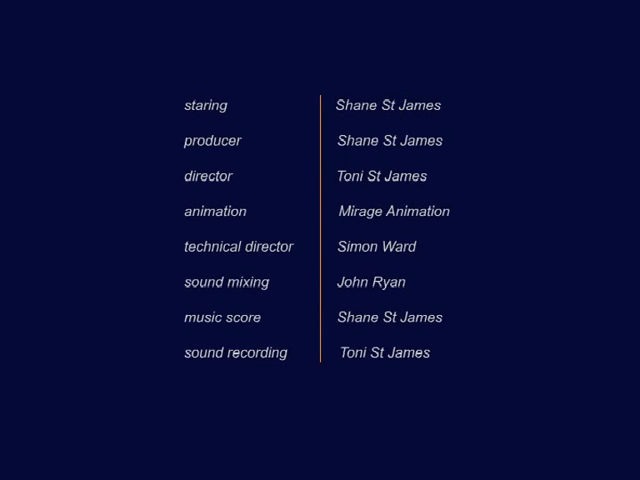 staring Shane St James
producer Shane St James
director Toni St James
animation Mirage Animation
technical director Simon Ward
sound mixing John Ryan
music score Shane St James
sound recording Toni St James